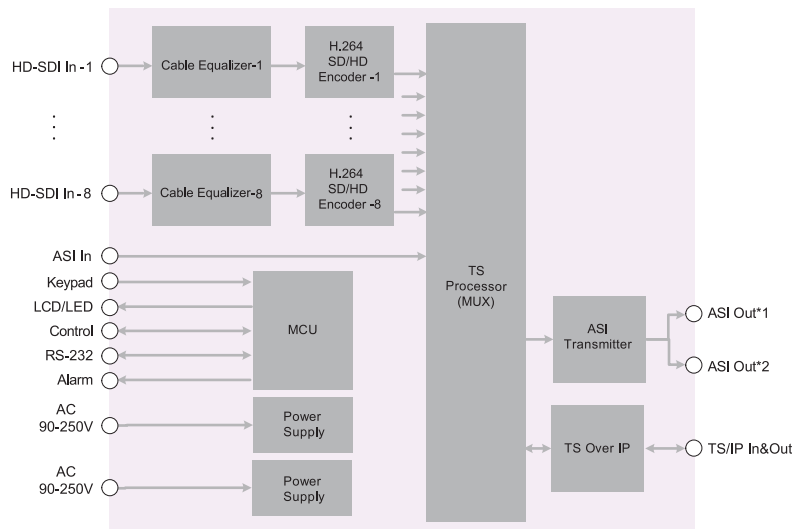 HD-SDI In -1
Cable Equalizer-1
H.264
SD/HD
Encoder -1
HD-SDI In- 8
Cable Equalizer-8
H.264
SD/HD
Encoder -8
ASI In
Keypad
LCD/LED
Control
RS-232
Alarm
MCU
TS
Processor
(MUX)
ASI
Transmitter
ASI Out*1
ASI Out*2
AC
90-250V
Power
Supply
TS Over IP
TS/IP In&Out
AC
90-250V
Power
Supply